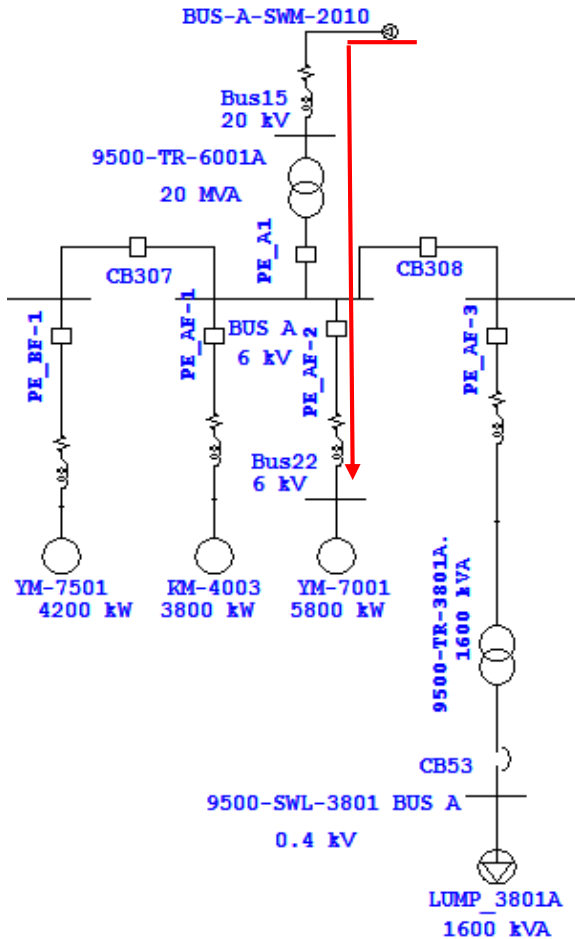 BUS-A-SWM-2010
Bus15
20 kV
9500-TR-6001A
20 MVA
PE_A1
CB307
CB308
PE_BF-1
PE_AF-1
BUS A
6 kV
PE_AF-2
PE_AF-3
Bus22
6 kV
YM-7501
4200 kW
KM-4003
3800 kW
YM-7001
5800 kW
9500-TR-3801A.
1600 kVA
CB53
9500-SWL-3801 BUS A
0.4 kV
LUMP_3801A
1600 kVA